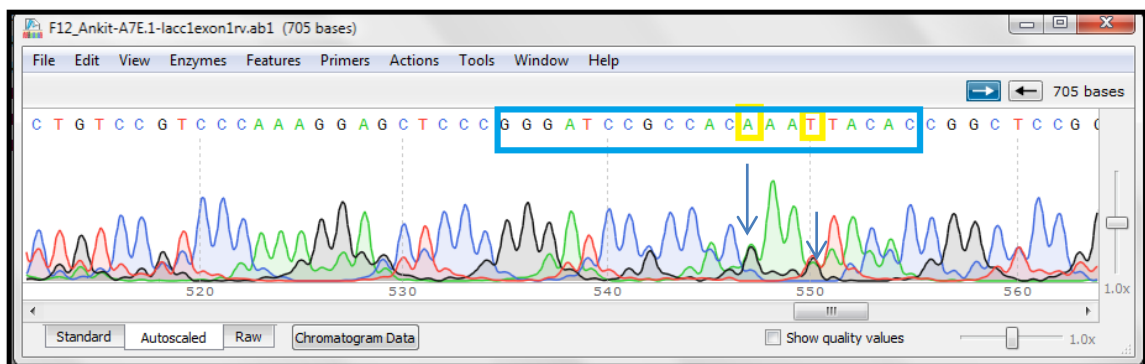 F12_Ankit-A7E.1-lacc1exon1rv.ab1 (705 bases)
File Edit View Enzymes Features Primers Actions Tools Window Help
705 bases
C T G T C C G T C C C A A A G G A G C T C C C G G G A T C C G C C A C A A A T T A C A C C G G C T C C G
520 530 540 550 560
1.0x
Standard Autoscaled Raw Chromatogram Data Show quality values 1.0x